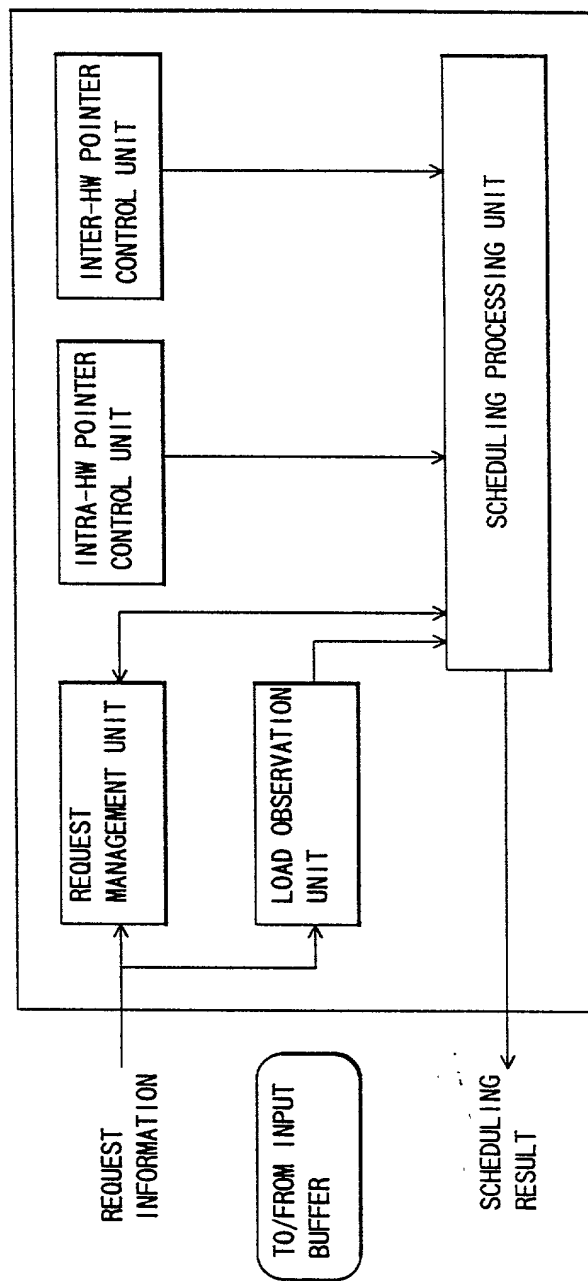 REQUEST
INFORMATION
TO/FROM INPUT
BUFFER
SCHEDULING
RESULT
REQUEST
MANAGEMENT UNIT
LOAD OBSERVATION
UNIT
INTRA-HW POINTER
CONTROL UNIT
INTER-HW POINTER
CONTROL UNIT
SCHEDULING PROCESSING UNIT